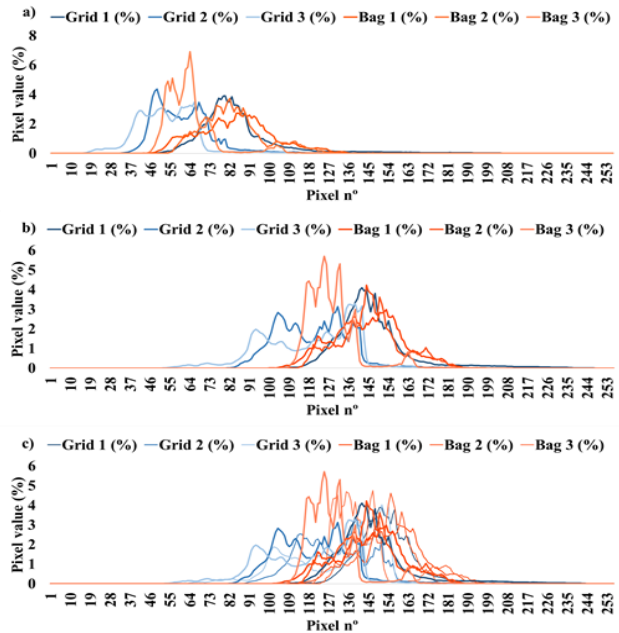 a)
Grid 1 (%) Grid 2 (%) Grid 3 (%) Bag 1 (%) Bag 2 (%) Bag 3 (%)
Pixel value (%)
8
6
4
2
0
1 10 19 28 37 46 55 64 73 82 91 100 109 118 127 136 145 154 163 172 181 190 199 208 217 226 235 244 253
Pixel nº
b)
Grid 1 (%) Grid 2 (%) Grid 3 (%) Bag 1 (%) Bag 2 (%) Bag 3 (%)
Pixel value (%)
6
5
4
3
2
1
0
1 10 19 28 37 46 55 64 73 82 91 100 109 118 127 136 145 154 163 172 181 190 199 208 217 226 235 244 253
Pixel nº
c)
Grid 1 (%) Grid 2 (%) Grid 3 (%) Bag 1 (%) Bag 2 (%) Bag 3 (%)
Pixel value (%)
6
5
4
3
2
1
0
1 10 19 28 37 46 55 64 73 82 91 100 109 118 127 136 145 154 163 172 181 190 199 208 217 226 235 244 253
Pixel nº